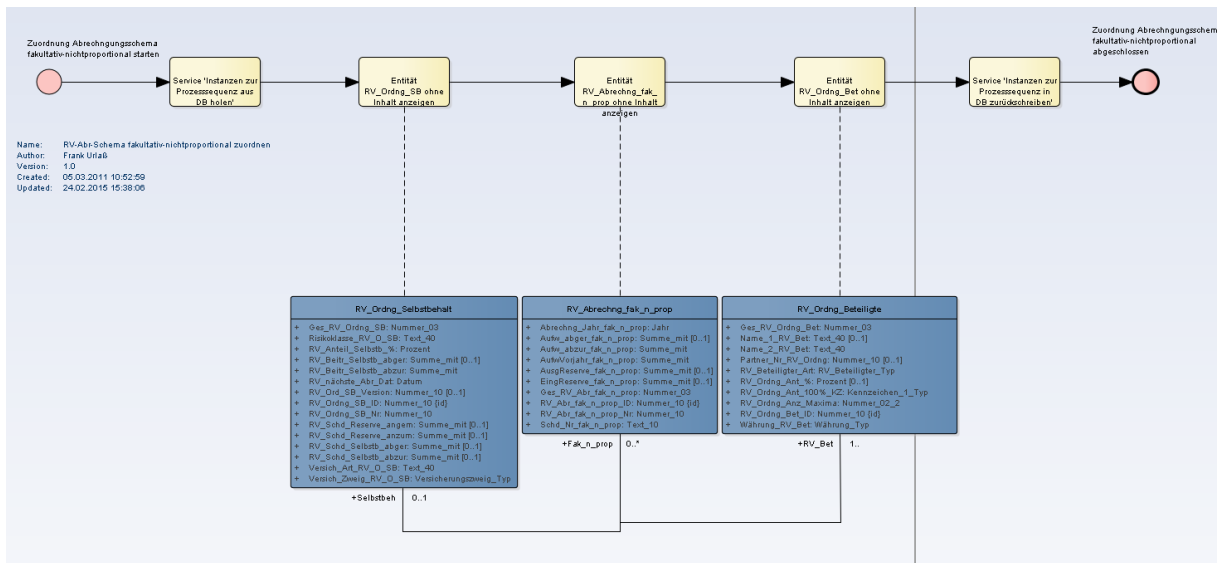 Zuordnung Abrechngungsschema
fakultativ-nichtproportional starten
Zuordnung Abrechngungsschema
fakultativ-nichtproportional
abgeschlossen
Service 'Instanzen zur
Prozesssequenz aus
DB holen'
Entität
RV_Ordng_SB ohne
Inhalt anzeigen
Entität
RV_Abrechng_fak_
n_prop ohne Inhalt
anzeigen
Entität
RV_Ordng_Bet ohne
Inhalt anzeigen
Service 'Instanzen zur
Prozesssequenz in
DB zurückschreiben'
Name: RV-Abr-Schema fakultativ-nichtproportional zuordnen
Author: Frank Urlaß
Version: 1.0
Created: 05.03.2011 10:52:59
Updated: 24.02.2015 15:38:06
RV_Ordng_Selbstbehalt
+ Ges_RV_Ordng_SB: Nummer_03
+ Risikoklasse_RV_O_SB: Text_40
+ RV_Anteil_Selbstb_%: Prozent
+ RV_Beitr_Selbstb_abger: Summe_mit [0..1]
+ RV_Beitr_Selbstb_abzur: Summe_mit
+ RV_nächste_Abr_Dat: Datum
+ RV_Ord_SB_Version: Nummer_10 [0..1]
+ RV_Ordng_SB_ID: Nummer_10 {id}
+ RV_Ordng_SB_Nr: Nummer_10
+ RV_Schd_Reserve_angem: Summe_mit [0..1]
+ RV_Schd_Reserve_anzum: Summe_mit [0..1]
+ RV_Schd_Selbstb_abger: Summe_mit [0..1]
+ RV_Schd_Selbstb_abzur: Summe_mit [0..1]
+ Versich_Art_RV_O_SB: Text_40
+ Versich_Zweig_RV_O_SB: Versicherungszweig_Typ
RV_Abrechng_fak_n_prop
+ Abrechng_Jahr_fak_n_prop: Jahr
+ Aufw_abger_fak_n_prop: Summe_mit [0..1]
+ Aufw_abzur_fak_n_prop: Summe_mit
+ AufwVorjahr_fak_n_prop: Summe_mit
+ AusgReserve_fak_n_prop: Summe_mit [0..1]
+ EingReserve_fak_n_prop: Summe_mit [0..1]
+ Ges_RV_Abr_fak_n_prop: Nummer_03
+ RV_Abr_fak_n_prop_ID: Nummer_10 {id}
+ RV_Abr_fak_n_prop_Nr: Nummer_10
+ Schd_Nr_fak_n_prop: Text_10
RV_Ordng_Beteiligte
+ Ges_RV_Ordng_Bet: Nummer_03
+ Name_1_RV_Bet: Text_40 [0..1]
+ Name_2_RV_Bet: Text_40
+ Partner_Nr_RV_Ordng: Nummer_10 [0..1]
+ RV_Beteiligter_Art: RV_Beteiligter_Typ
+ RV_Ordng_Ant_%: Prozent [0..1]
+ RV_Ordng_Ant_100%_KZ: Kennzeichen_1_Typ
+ RV_Ordng_Anz_Maxima: Nummer_02_2
+ RV_Ordng_Bet_ID: Nummer_10 {id}
+ Währung_RV_Bet: Währung_Typ
+Fak_n_prop 0..*
+RV_Bet 1..
+Selbstbeh 0..1